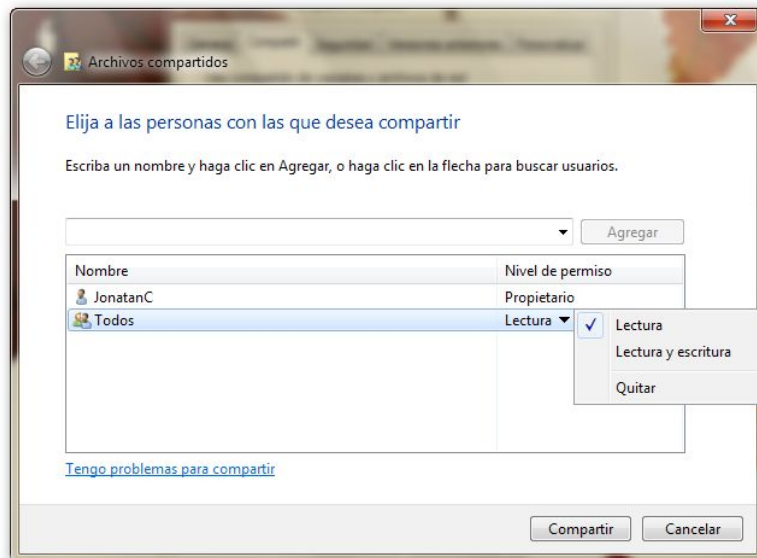 Archivos compartidos
Elija a las personas con las que desea compartir
Escriba un nombre y haga clic en Agregar, o haga clic en la flecha para buscar usuarios.
Agregar
Nombre Nivel de permiso
JonatanC Propietario
Todos Lectura
Lectura
Lectura y escritura
Quitar
Tengo problemas para compartir
Compartir Cancelar